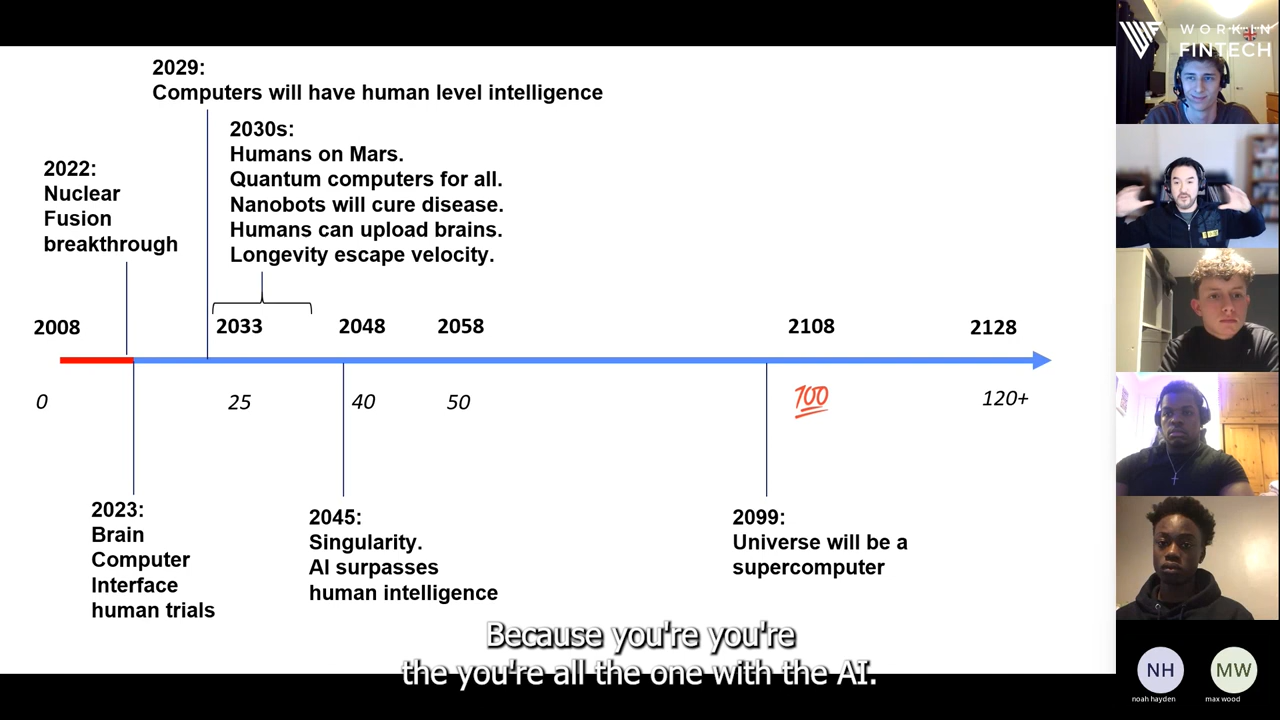 2029:
Computers will have human level intelligence
2030s:
Humans on Mars.
Quantum computers for all.
Nanobots will cure disease.
Humans can upload brains.
Longevity escape velocity.
2022:
Nuclear
Fusion
breakthrough
2008
2033
2048
2058
2108
2128
0
25
40
50
100
120+
2023:
Brain
Computer
Interface
human trials
2045:
Singularity.
AI surpasses
human intelligence
2099:
Universe will be a
supercomputer
Because you're you're
the you're all the one with the AI.
WORK IN
FINTECH
NH
noah hayden
MW
max wood